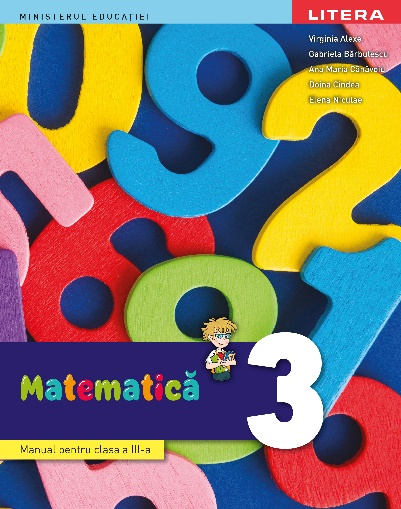 MINISTERUL EDUCAȚIEI
LITERA
Virginia Alexe
Gabriela Bărbulescu
Ana Maria Cănăvoiu
Doina Cindea
Elena Niculae
Matematică
3
Manual pentru clasa a III-a